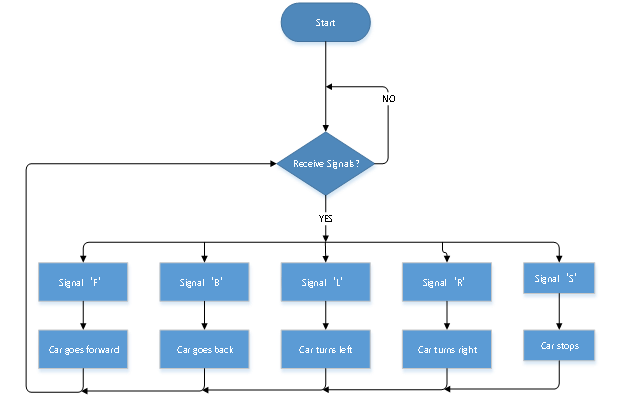 Start
NO
Receive Signals?
YES
Signal 'F'
Signal 'B'
Signal 'L'
Signal 'R'
Signal 'S'
Car goes forward
Car goes back
Car turns left
Car turns right
Car stops